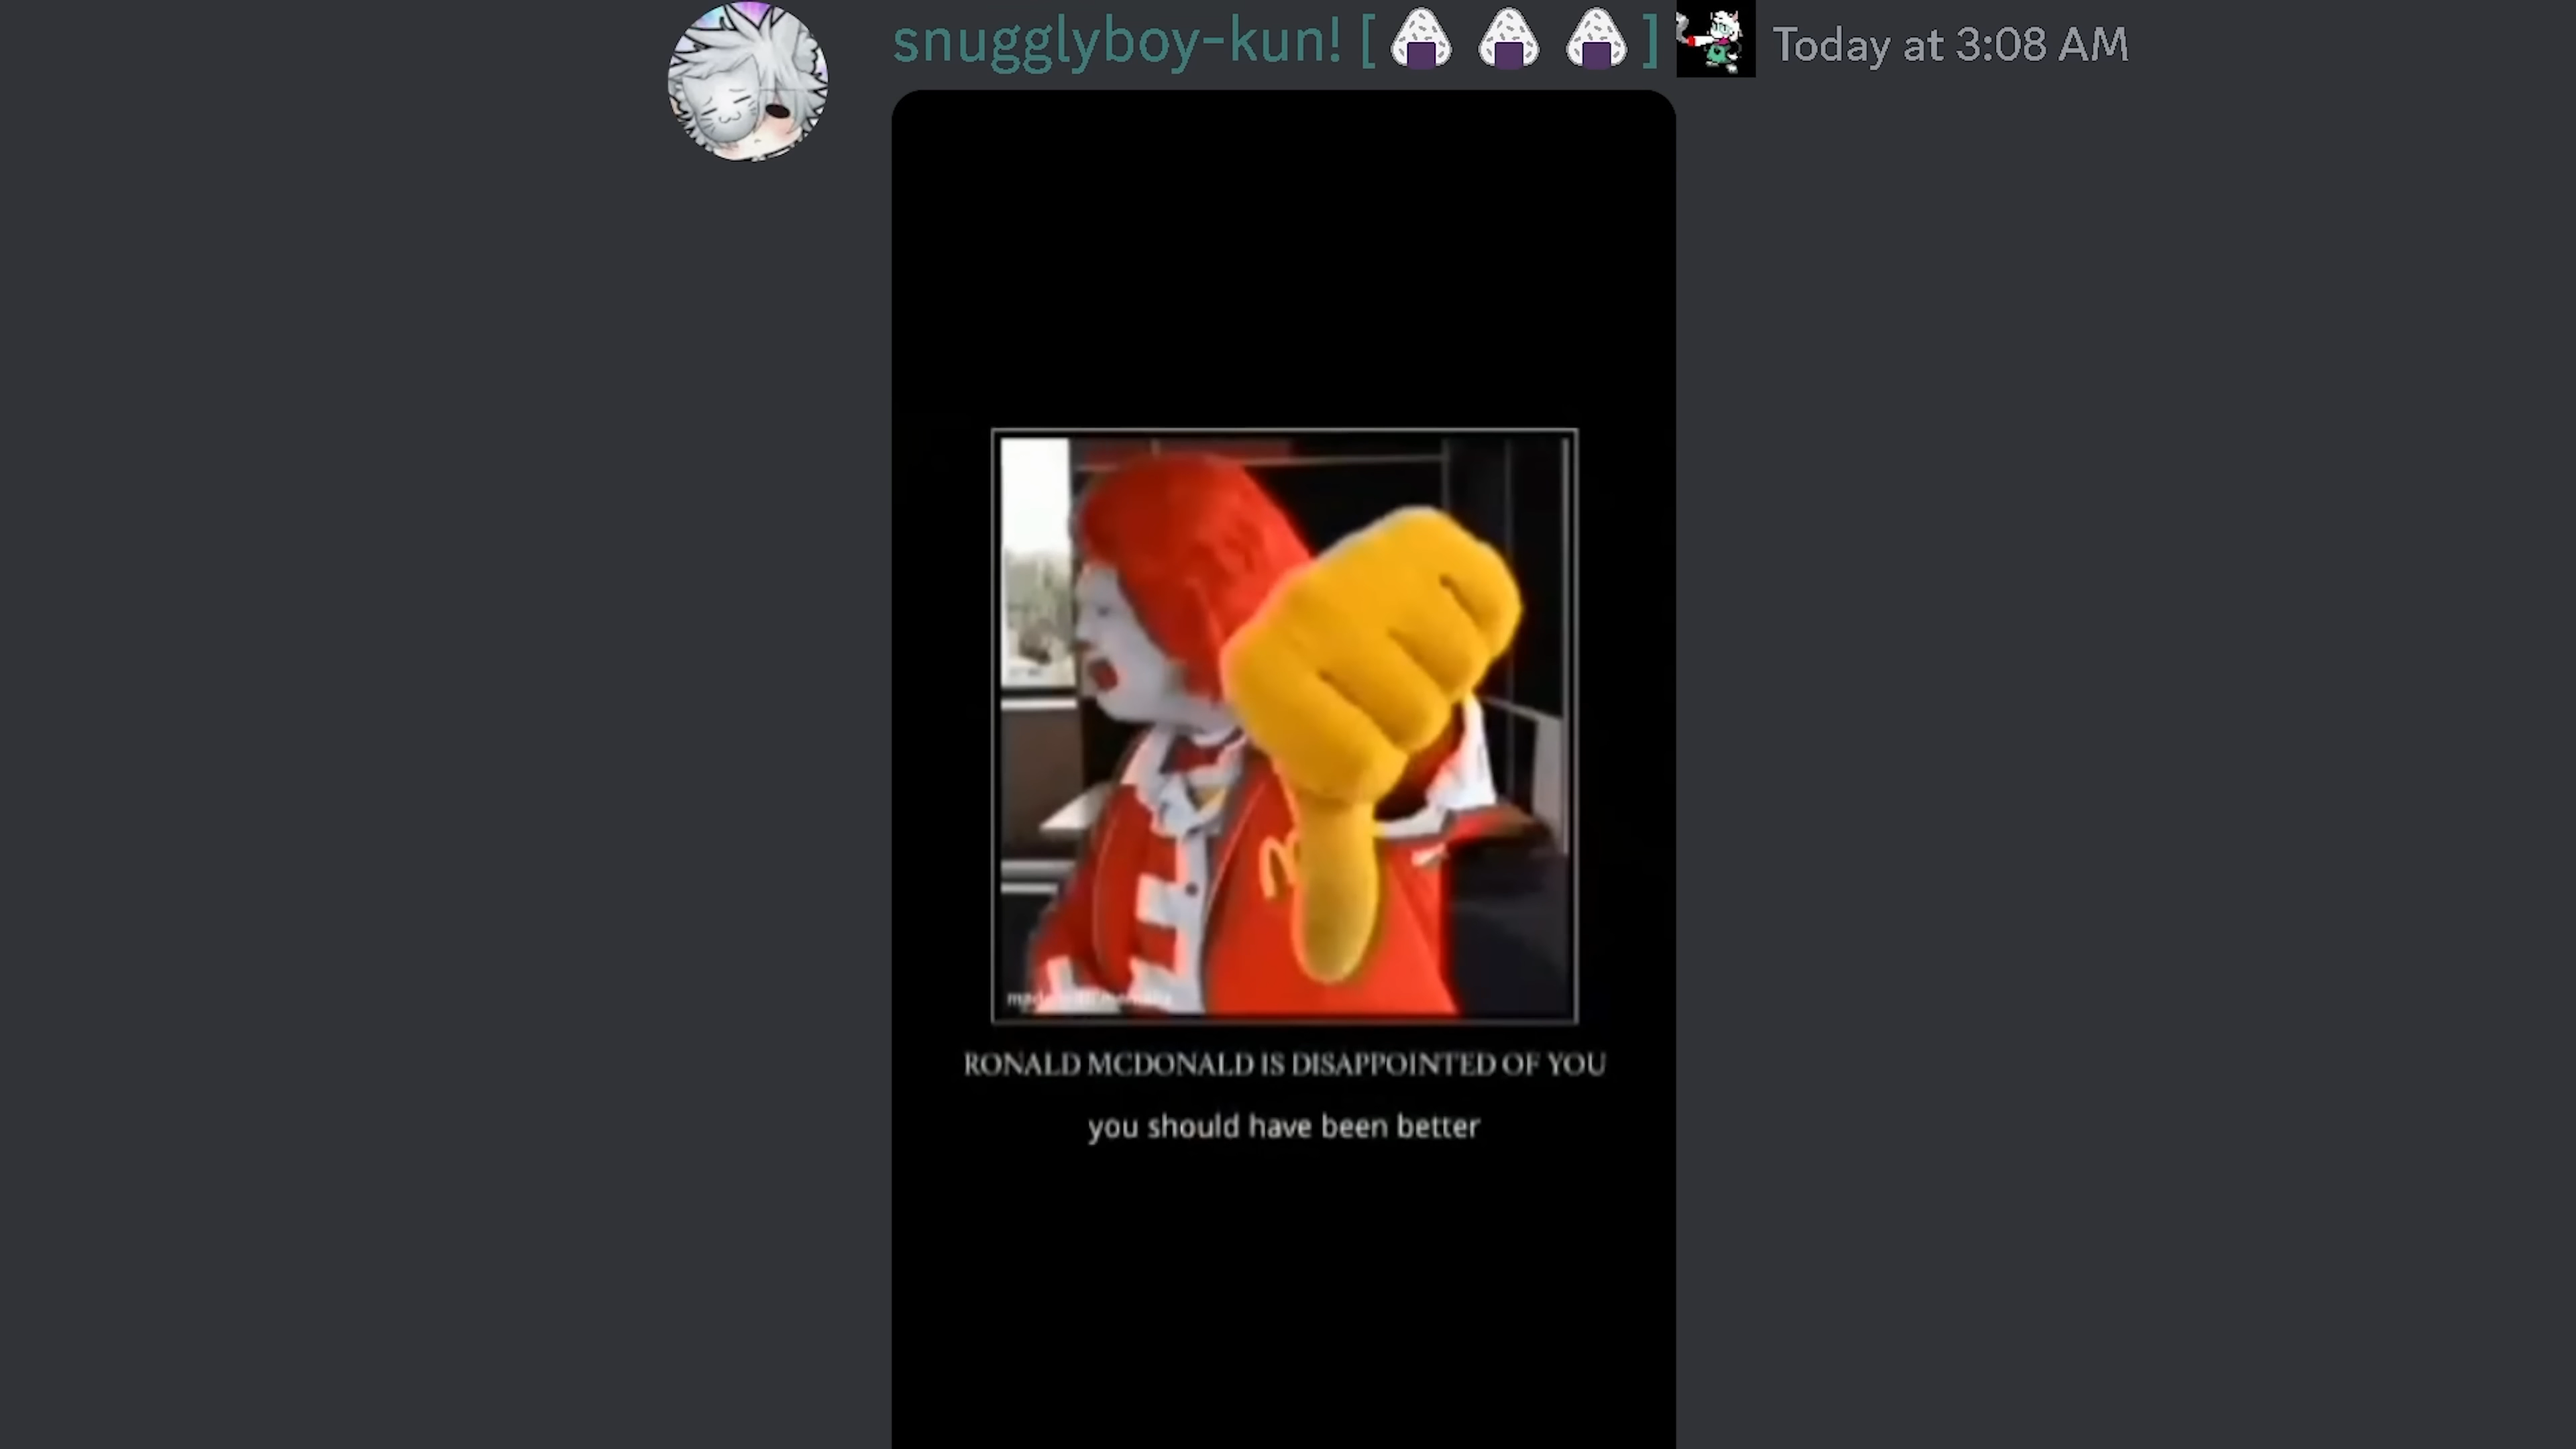 snugglyboy-kun! [🍙 🍙 🍙] Today at 3:08 AM
RONALD MCDONALD IS DISAPPOINTED OF YOU
you should have been better